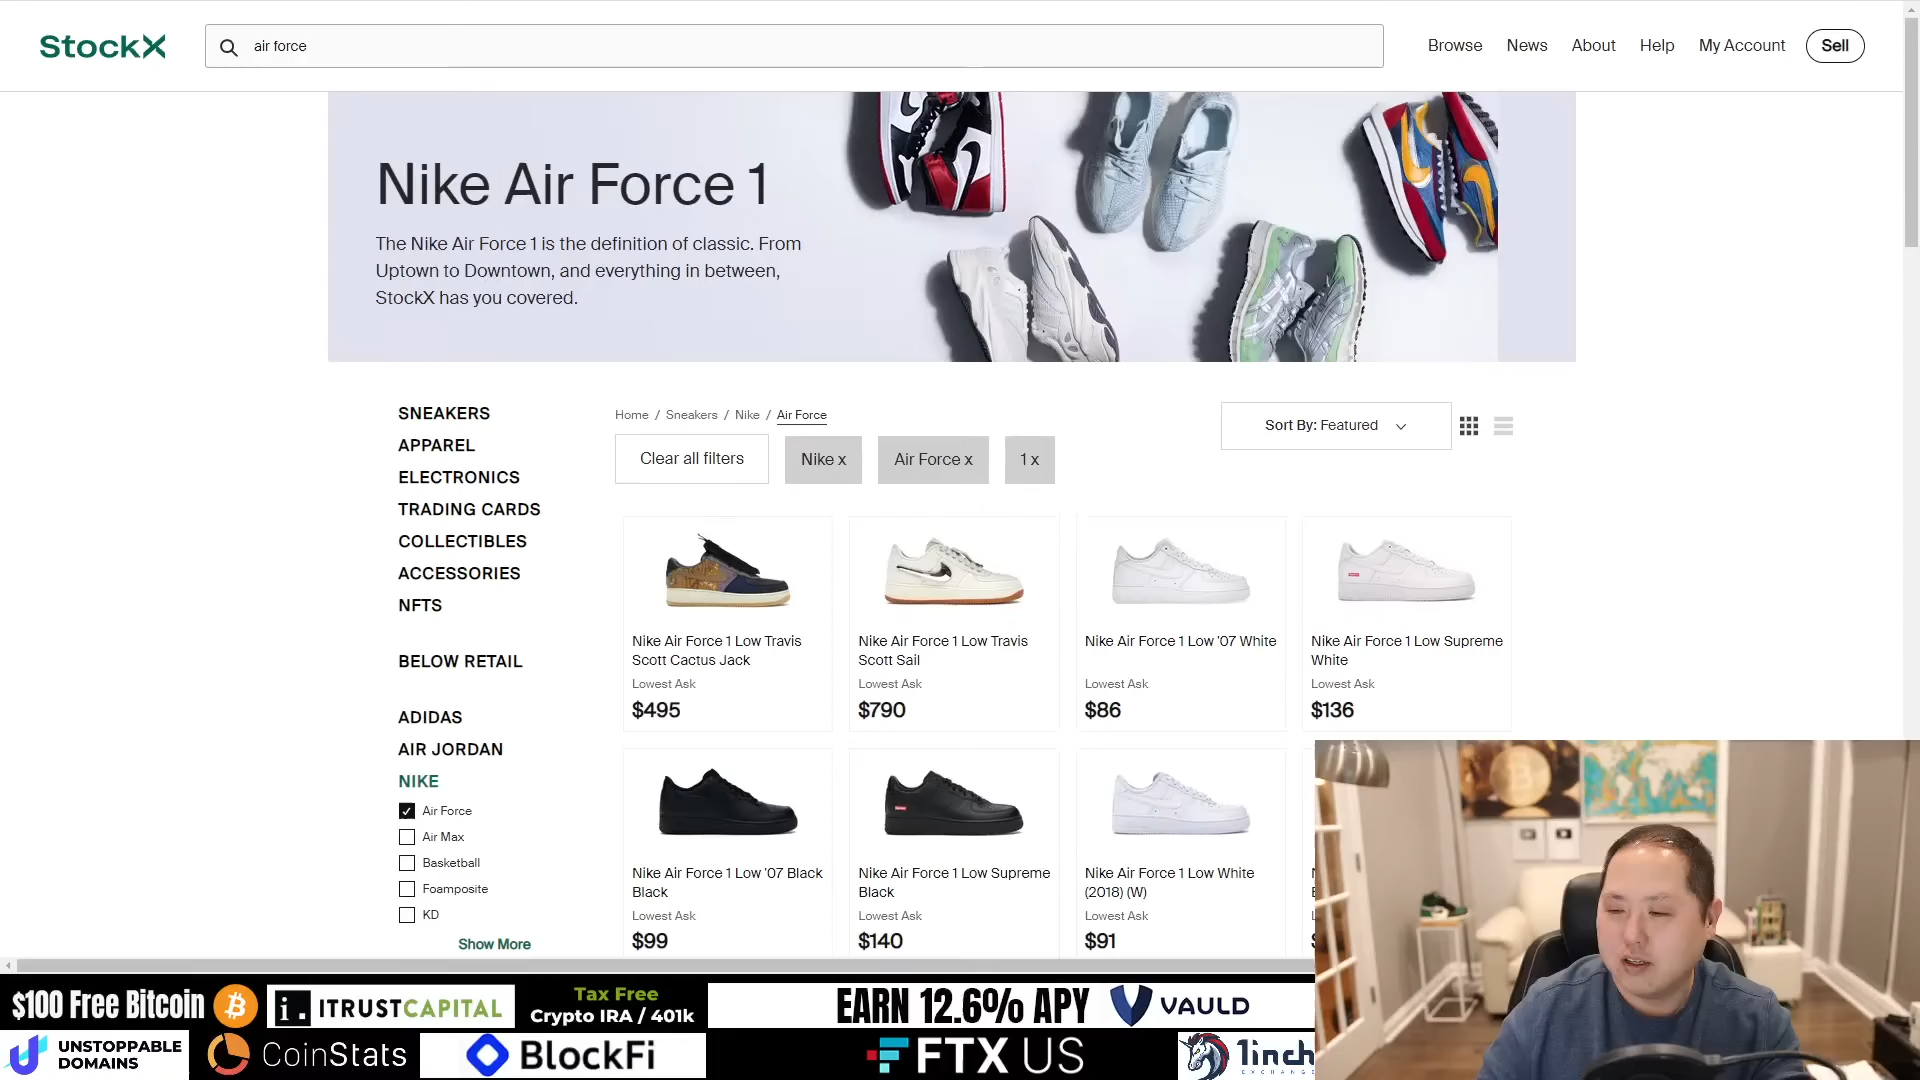 StockX
air force
Browse News About Help My Account Sell
Nike Air Force 1
The Nike Air Force 1 is the definition of classic. From
Uptown to Downtown, and everything in between,
StockX has you covered.
SNEAKERS
APPAREL
ELECTRONICS
TRADING CARDS
COLLECTIBLES
ACCESSORIES
NFTS
BELOW RETAIL
ADIDAS
AIR JORDAN
NIKE
Air Force
Air Max
Basketball
Foamposite
KD
Show More
Home / Sneakers / Nike / Air Force
Clear all filters Nike x Air Force x 1 x
Sort By: Featured
Nike Air Force 1 Low Travis
Scott Cactus Jack
Lowest Ask
$495
Nike Air Force 1 Low Travis
Scott Sail
Lowest Ask
$790
Nike Air Force 1 Low '07 White
Lowest Ask
$86
Nike Air Force 1 Low Supreme
White
Lowest Ask
$136
Nike Air Force 1 Low '07 Black
Black
Lowest Ask
$99
Nike Air Force 1 Low Supreme
Black
Lowest Ask
$140
Nike Air Force 1 Low White
(2018) (W)
Lowest Ask
$91
$100 Free Bitcoin
ITRUSTCAPITAL
Tax Free
Crypto IRA / 401k
EARN 12.6% APY
VAULD
UNSTOPPABLE
DOMAINS
CoinStats
BlockFi
FTX US
1inch
EXCHANGE